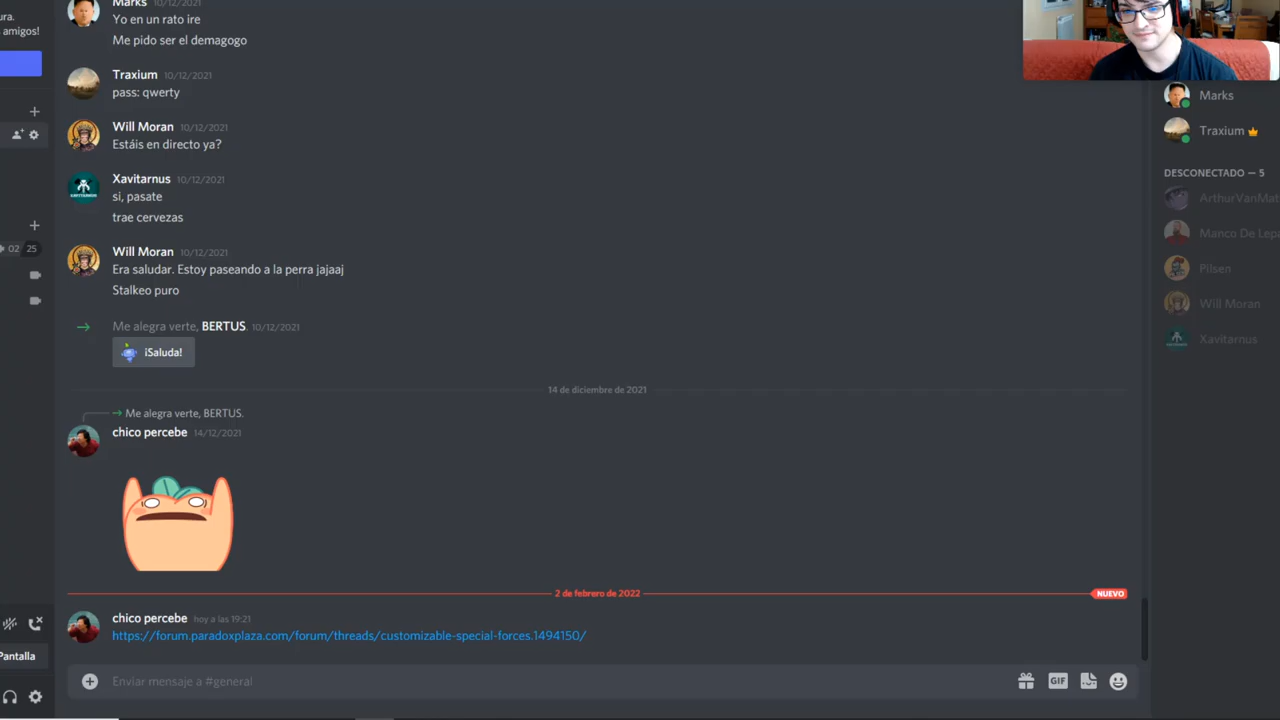 ura.
amigos!
02 25
Pantalla
Marks 10/12/2021
Yo en un rato ire
Me pido ser el demagogo
Traxium 10/12/2021
pass: qwerty
Will Moran 10/12/2021
Estáis en directo ya?
Xavitarnus 10/12/2021
si, pasate
trae cervezas
Will Moran 10/12/2021
Era saludar. Estoy paseando a la perra jajaaj
Stalkeo puro
Me alegra verte, BERTUS. 10/12/2021
¡Saluda!
14 de diciembre de 2021
Me alegra verte, BERTUS.
chico percebe 14/12/2021
2 de febrero de 2022 NUEVO
chico percebe hoy a las 19:21
https://forum.paradoxplaza.com/forum/threads/customizable-special-forces.1494150/
Enviar mensaje a #general
GIF
Marks
Traxium
DESCONECTADO — 5
ArthurVanMat
Manco De Lepa
Pilsen
Will Moran
Xavitarnus